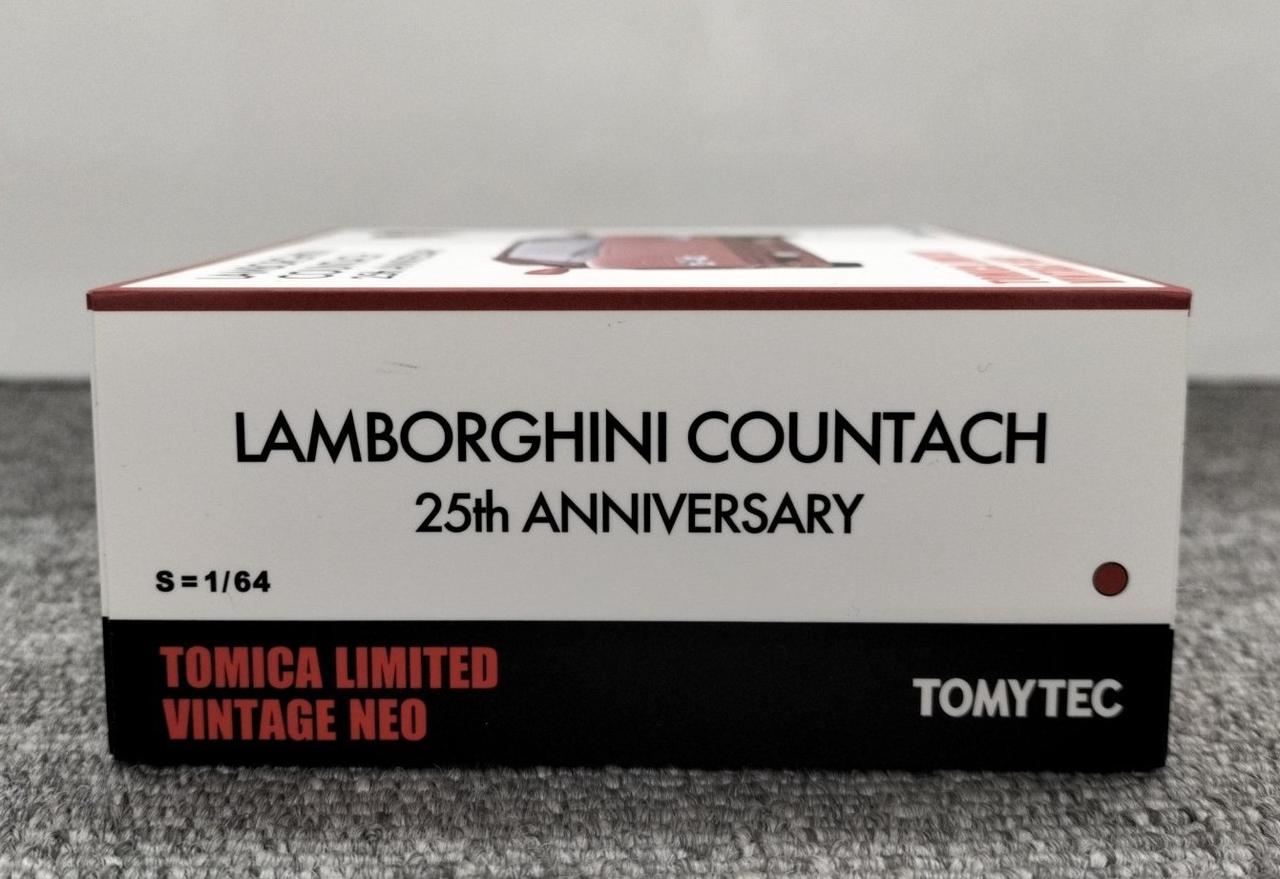 LAMBORGHINI COUNTACH
25th ANNIVERSARY
S=1/64
TOMICA LIMITED
VINTAGE NEO
TOMYTEC